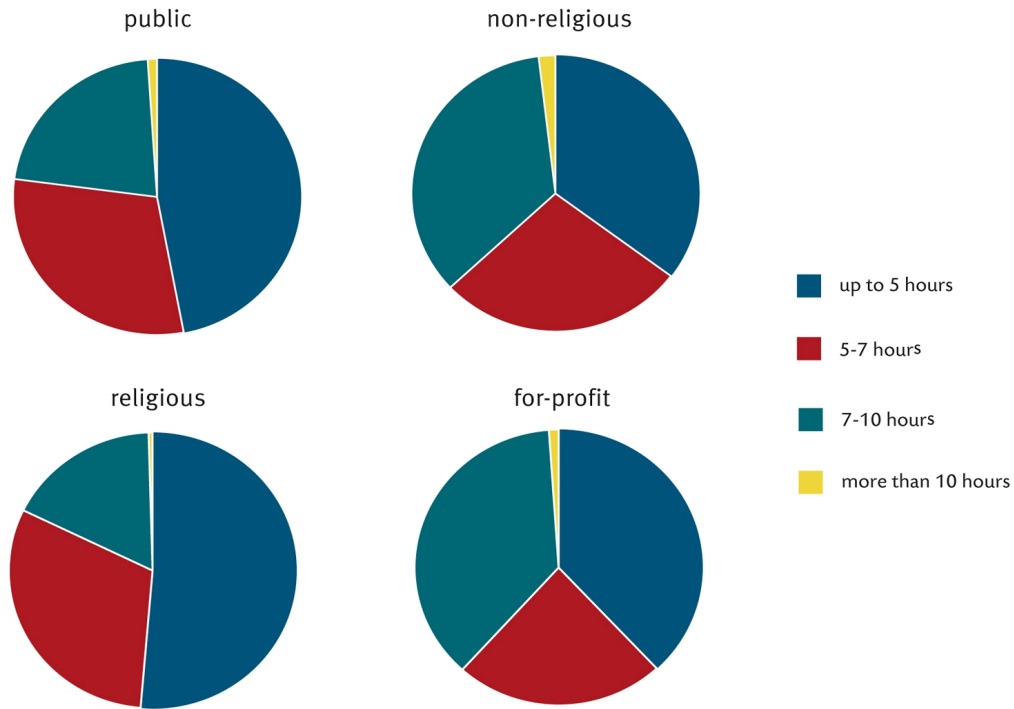 public
non-religious
religious
for-profit
up to 5 hours
5-7 hours
7-10 hours
more than 10 hours